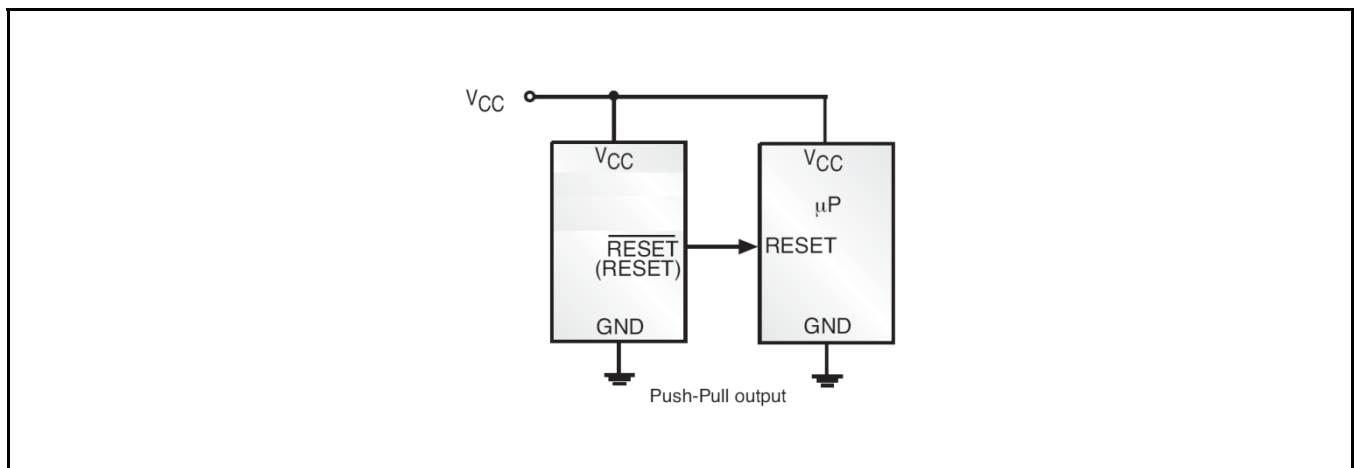 VCC
VCC
VCC
μP
RESET
(RESET)
RESET
GND
GND
Push-Pull output